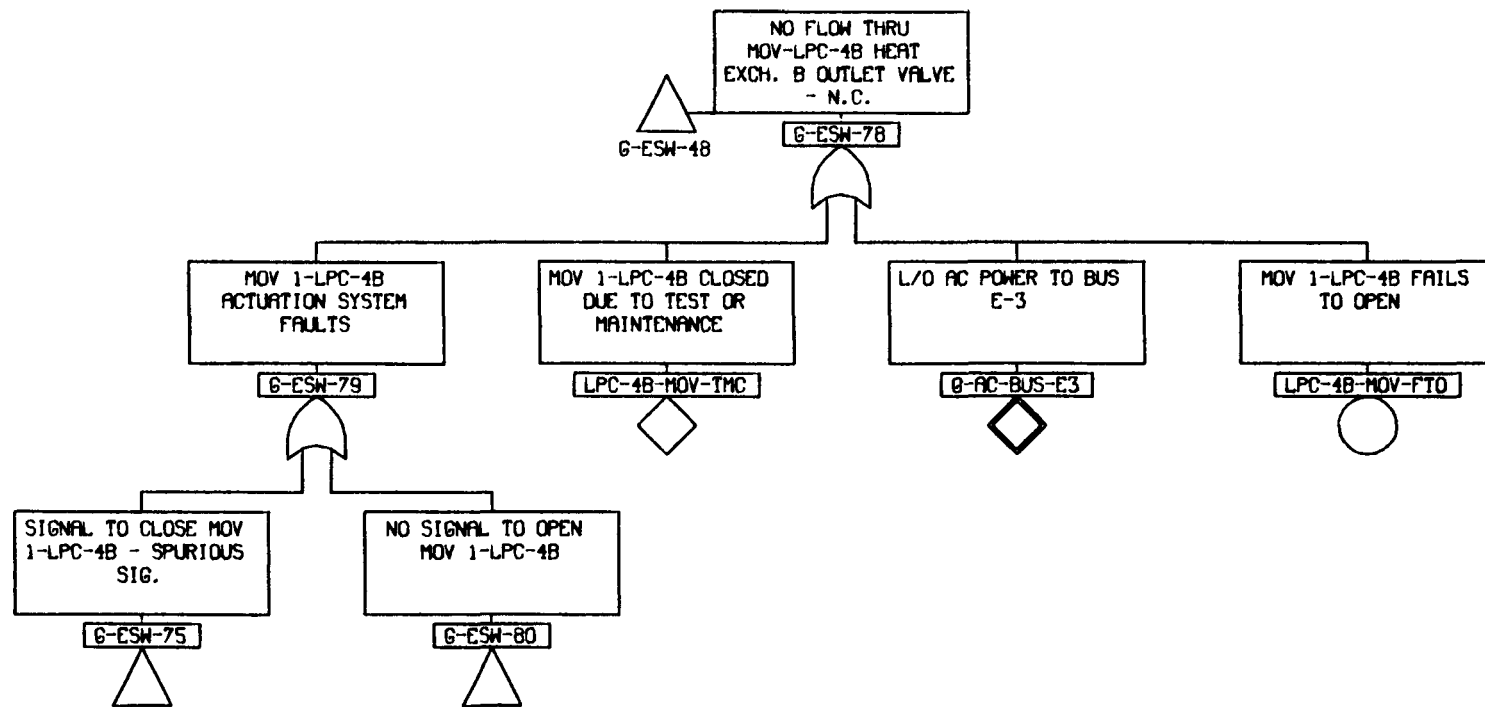 NO FLOW THRU
MOV-LPC-4B HEAT
EXCH. B OUTLET VALVE
- N.C.
G-ESW-48
G-ESW-78
MOV 1-LPC-4B
ACTUATION SYSTEM
FAULTS
G-ESW-79
MOV 1-LPC-4B CLOSED
DUE TO TEST OR
MAINTENANCE
LPC-4B-MOV-TMC
L/O AC POWER TO BUS
E-3
@-AC-BUS-E3
MOV 1-LPC-4B FAILS
TO OPEN
LPC-4B-MOV-FTO
SIGNAL TO CLOSE MOV
1-LPC-4B - SPURIOUS
SIG.
G-ESW-75
NO SIGNAL TO OPEN
MOV 1-LPC-4B
G-ESW-80